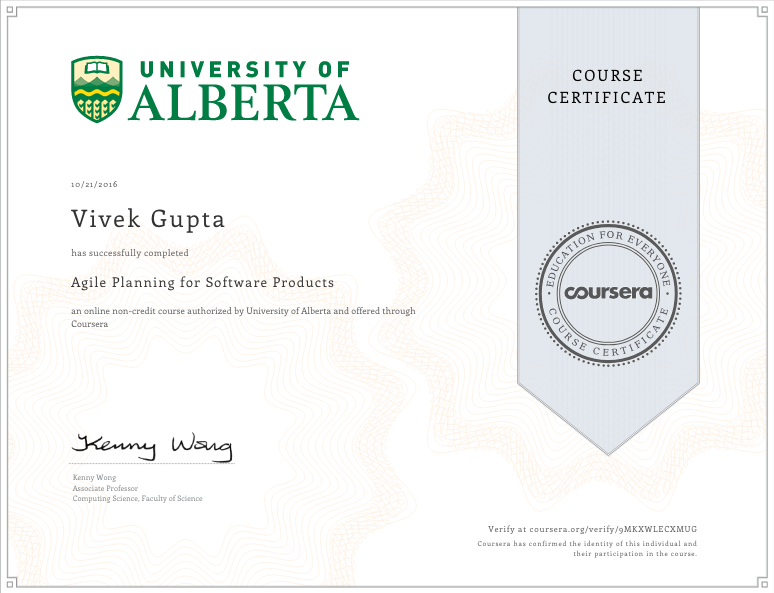 UNIVERSITY OF
ALBERTA
COURSE
CERTIFICATE
10/21/2016
Vivek Gupta
has successfully completed
Agile Planning for Software Products
an online non-credit course authorized by University of Alberta and offered through
Coursera
EDUCATION FOR EVERYONE
coursera
COURSE CERTIFICATE
Kenny Wong
Kenny Wong
Associate Professor
Computing Science, Faculty of Science
Verify at coursera.org/verify/9MKXWLECXMUG
Coursera has confirmed the identity of this individual and
their participation in the course.